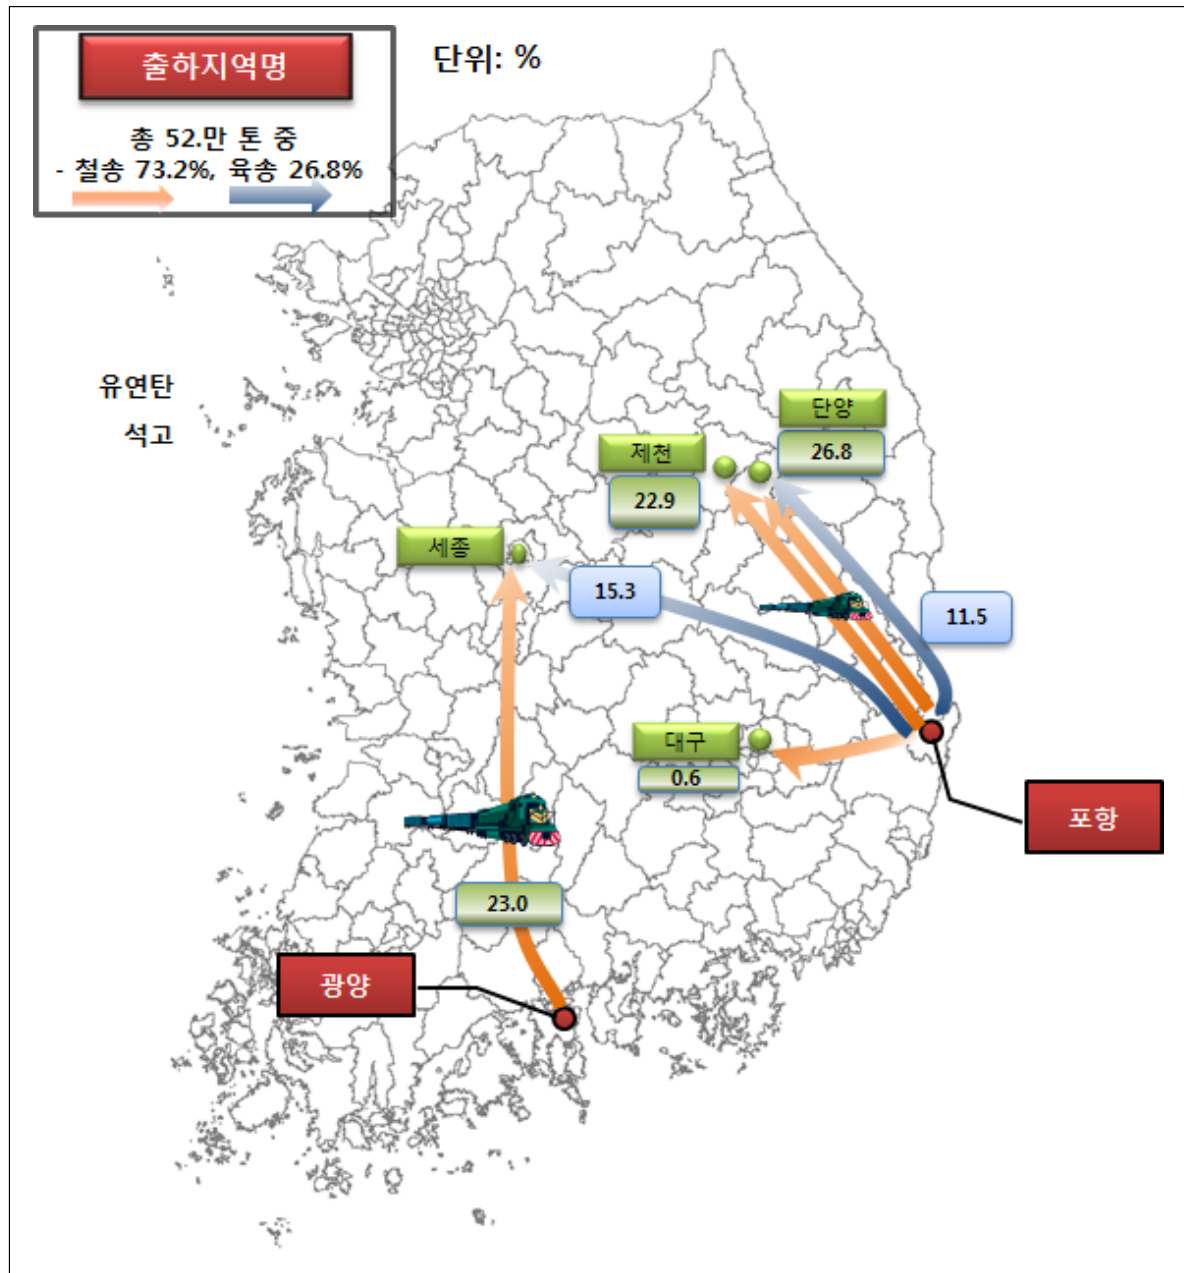 출하지역명
단위: %
총 52.만 톤 중
- 철송 73.2%, 육송 26.8%
유연탄
석고
단양
26.8
제천
22.9
세종
15.3
11.5
대구
0.6
포항
23.0
광양